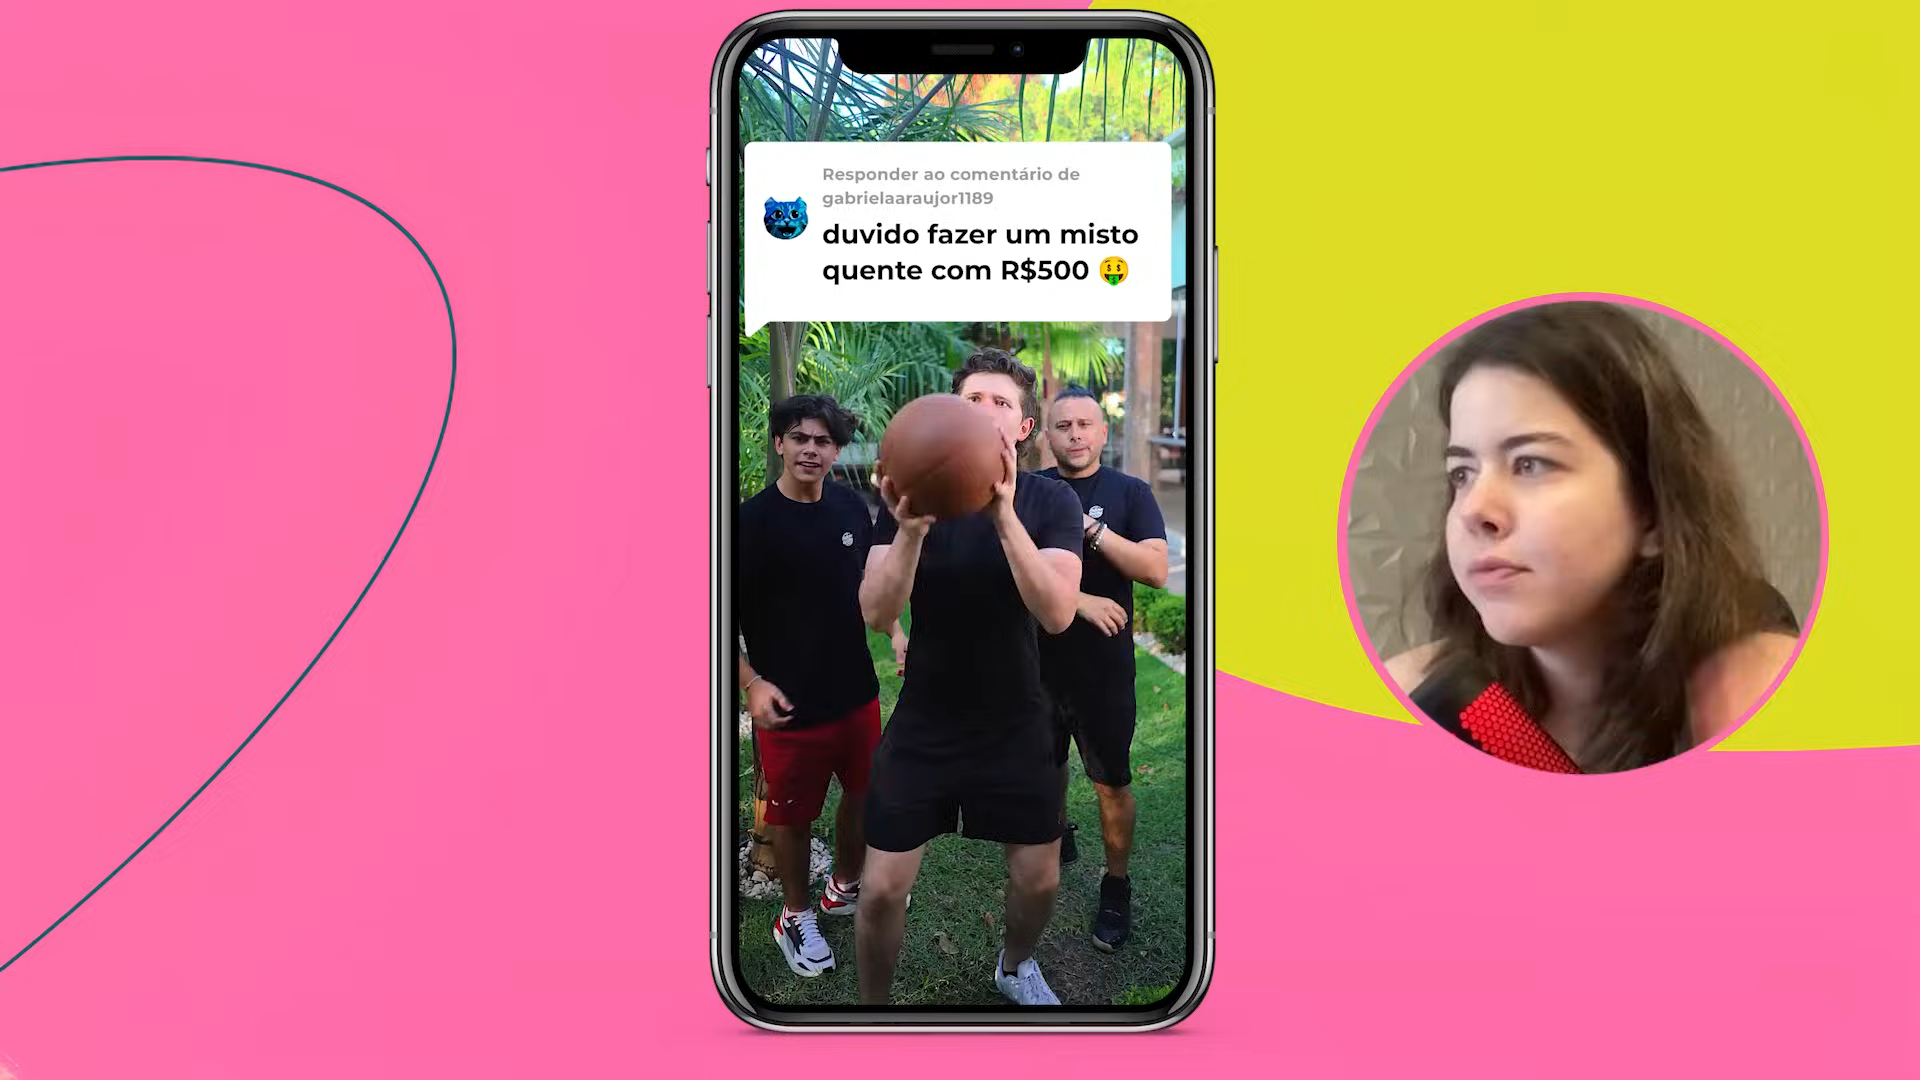 Responder ao comentário de
gabrielaaraujor1189
duvido fazer um misto
quente com R$500 🤑